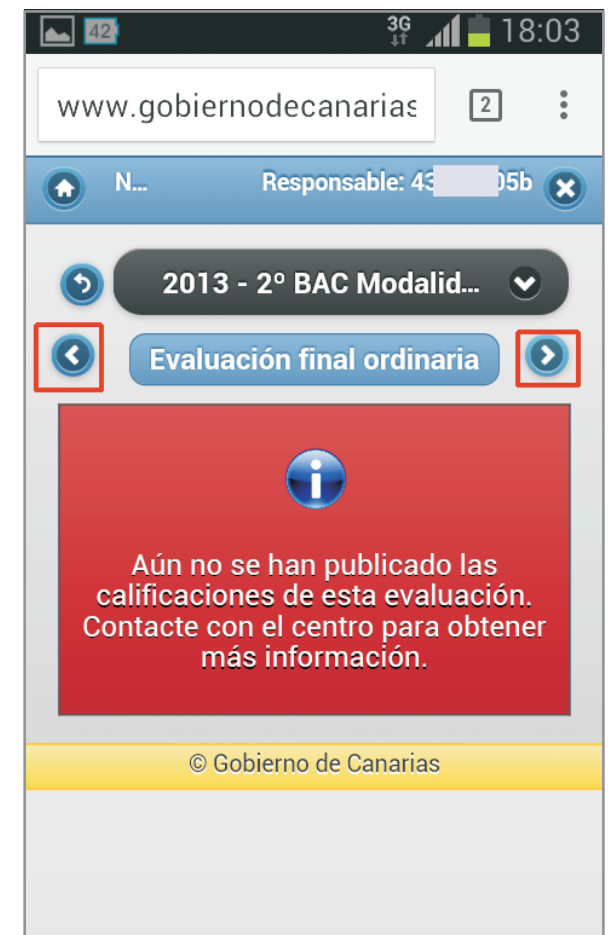 42
3G
18:03
www.gobiernodecanarias
2
N...
Responsable: 43 05b
2013 - 2º BAC Modalid...
Evaluación final ordinaria
Aún no se han publicado las
calificaciones de esta evaluación.
Contacte con el centro para obtener
más información.
© Gobierno de Canarias